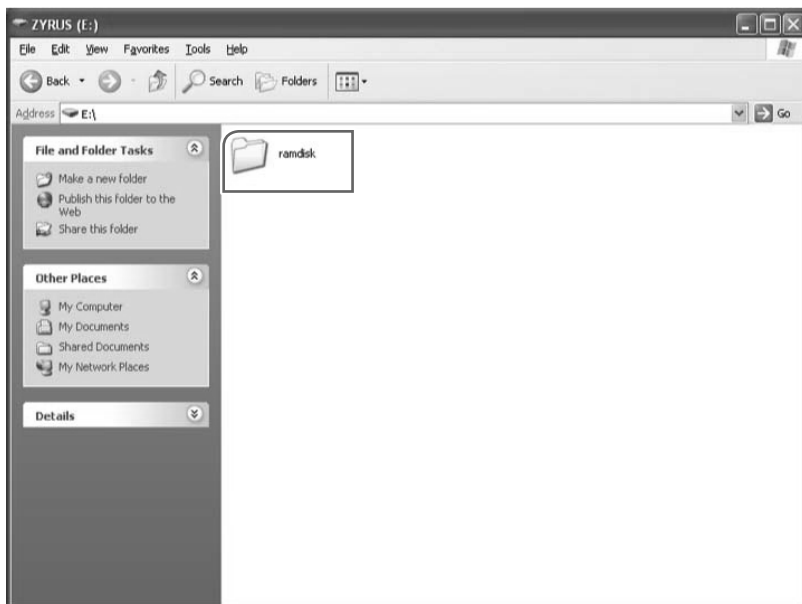 ZYRUS (E:)
File Edit View Favorites Tools Help
Back Search Folders
Address E:\ Go
File and Folder Tasks
Make a new folder
Publish this folder to the
Web
Share this folder
ramdisk
Other Places
My Computer
My Documents
Shared Documents
My Network Places
Details